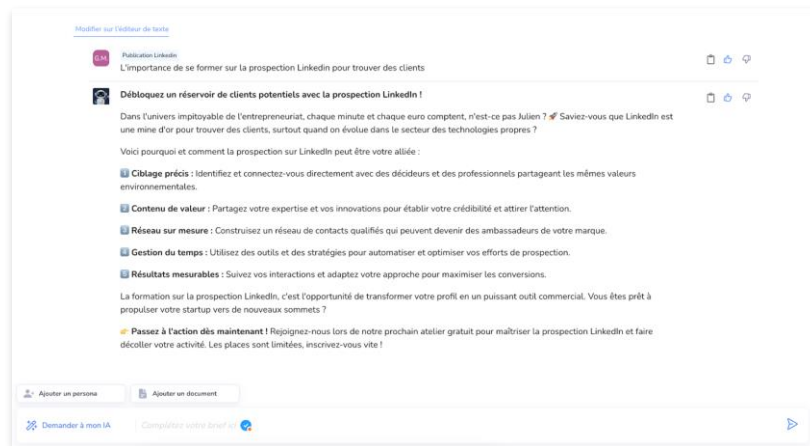 Modifier sur l'éditeur de texte
G.M.
Publication Linkedin
L'importance de se former sur la prospection Linkedin pour trouver des clients
Débloquez un réservoir de clients potentiels avec la prospection LinkedIn !
Dans l'univers impitoyable de l'entrepreneuriat, chaque minute et chaque euro comptent, n'est-ce pas Julien ? 🚀 Saviez-vous que LinkedIn est
une mine d'or pour trouver des clients, surtout quand on évolue dans le secteur des technologies propres ?
Voici pourquoi et comment la prospection sur LinkedIn peut être votre alliée :
1️⃣ Ciblage précis : Identifiez et connectez-vous directement avec des décideurs et des professionnels partageant les mêmes valeurs
environnementales.
2️⃣ Contenu de valeur : Partagez votre expertise et vos innovations pour établir votre crédibilité et attirer l'attention.
3️⃣ Réseau sur mesure : Construisez un réseau de contacts qualifiés qui peuvent devenir des ambassadeurs de votre marque.
4️⃣ Gestion du temps : Utilisez des outils et des stratégies pour automatiser et optimiser vos efforts de prospection.
5️⃣ Résultats mesurables : Suivez vos interactions et adaptez votre approche pour maximiser les conversions.
La formation sur la prospection LinkedIn, c'est l'opportunité de transformer votre profil en un puissant outil commercial. Vous êtes prêt à
propulser votre startup vers de nouveaux sommets ?
👉 Passez à l'action dès maintenant ! Rejoignez-nous lors de notre prochain atelier gratuit pour maîtriser la prospection LinkedIn et faire
décoller votre activité. Les places sont limitées, inscrivez-vous vite !
Ajouter un persona
Ajouter un document
Demander à mon IA
Complétez votre brief ici